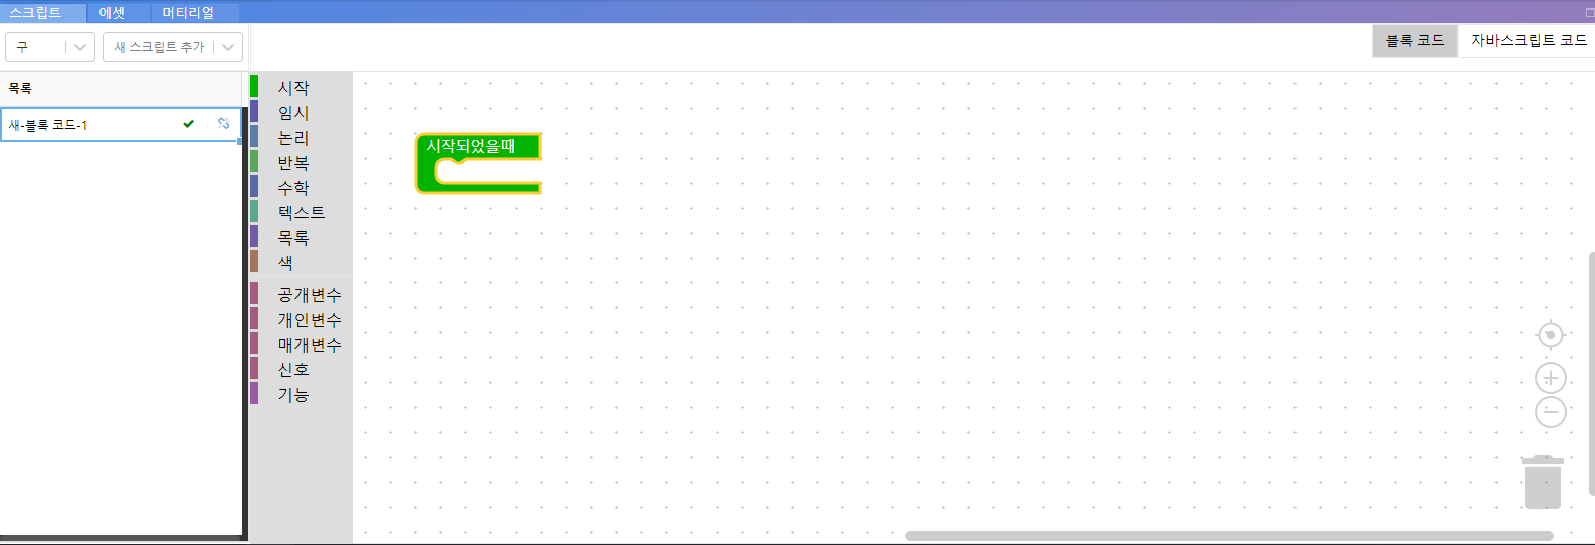 스크립트 에셋 머티리얼
구 새 스크립트 추가 블록 코드 자바스크립트 코드
목록
새-블록 코드-1
시작
임시
논리
반복
수학
텍스트
목록
색
공개변수
개인변수
매개변수
신호
기능
시작되었을때